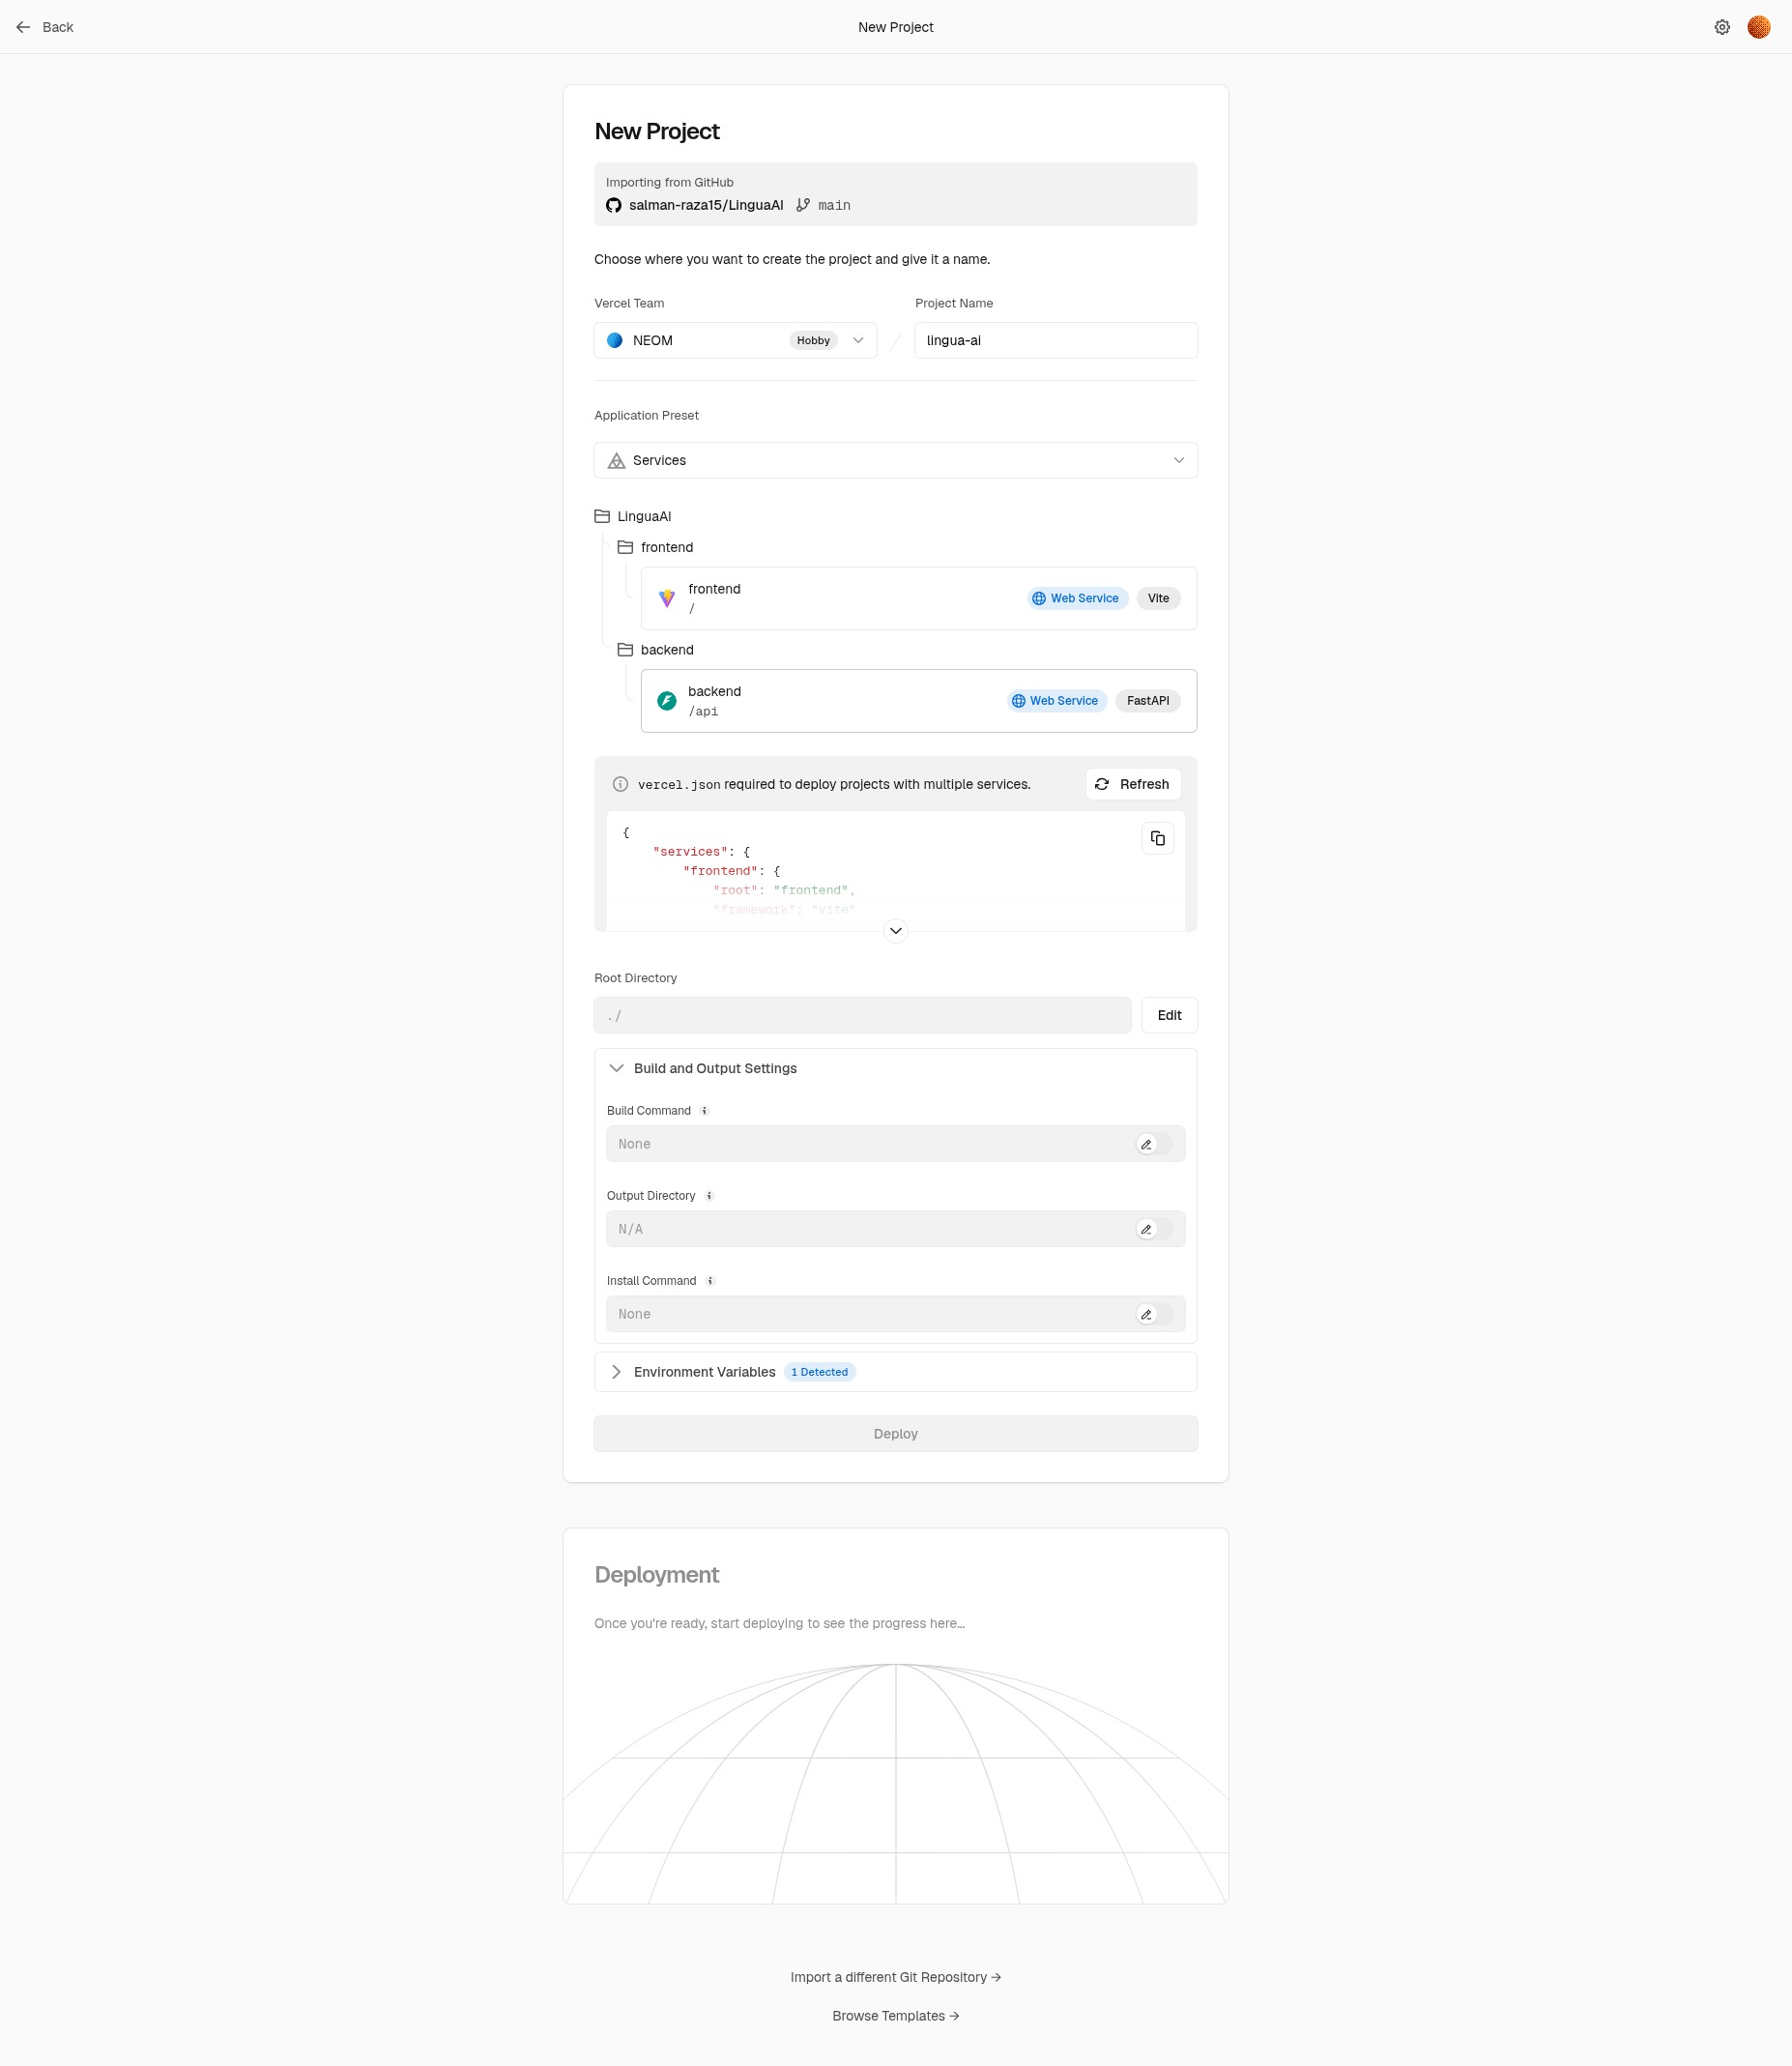 Back
New Project
New Project
Importing from GitHub
salman-raza15/LinguaAI main
Choose where you want to create the project and give it a name.
Vercel Team
Project Name
NEOM Hobby
lingua-ai
Application Preset
Services
LinguaAI
frontend
frontend
/
Web Service Vite
backend
backend
/api
Web Service FastAPI
vercel.json required to deploy projects with multiple services.
Refresh
{
"services": {
"frontend": {
"root": "frontend",
"framework": "vite"
Root Directory
./
Edit
Build and Output Settings
Build Command
None
Output Directory
N/A
Install Command
None
Environment Variables 1 Detected
Deploy
Deployment
Once you're ready, start deploying to see the progress here...
Import a different Git Repository →
Browse Templates →